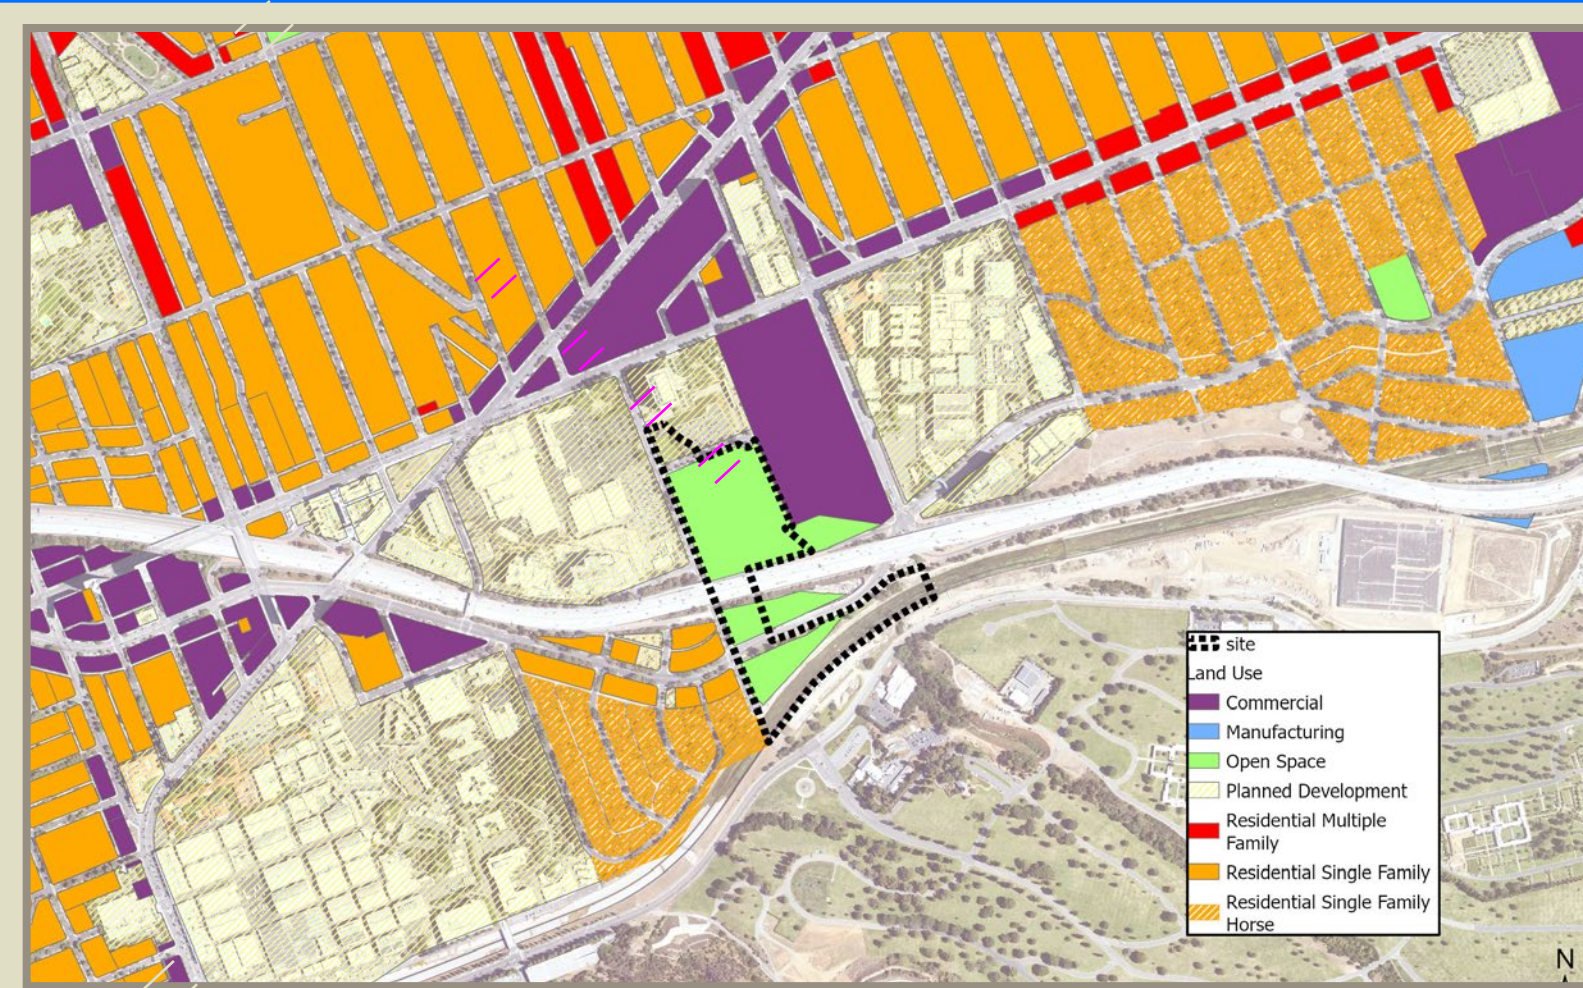 site
Land Use
Commercial
Manufacturing
Open Space
Planned Development
Residential Multiple
Family
Residential Single Family
Residential Single Family
Horse
N